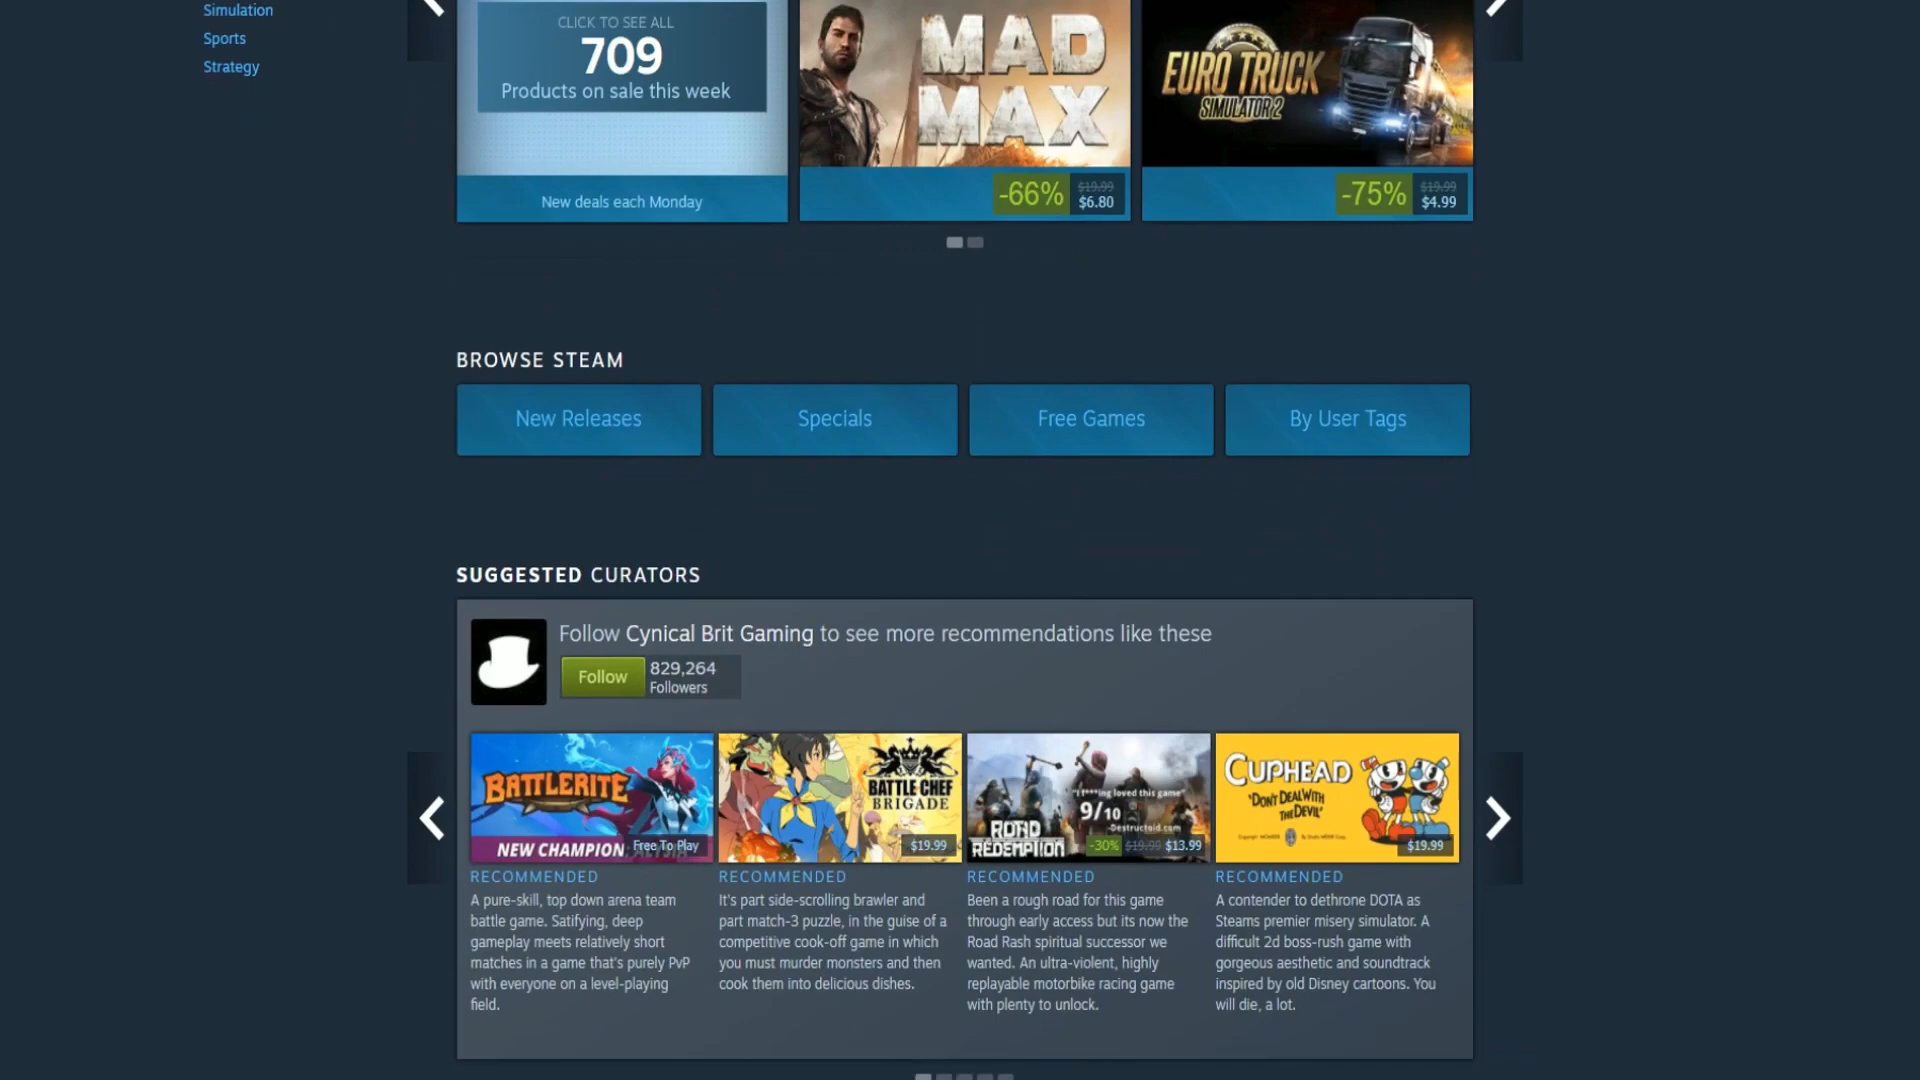 Simulation
Sports
Strategy
CLICK TO SEE ALL
709
Products on sale this week
New deals each Monday
MAD
MAX
-66%
$19.99
$6.80
EURO TRUCK
SIMULATOR 2
-75%
$19.99
$4.99
BROWSE STEAM
New Releases
Specials
Free Games
By User Tags
SUGGESTED CURATORS
Follow Cynical Brit Gaming to see more recommendations like these
Follow
829,264
Followers
BATTLERITE
NEW CHAMPION
Free To Play
RECOMMENDED
A pure-skill, top down arena team
battle game. Satifying, deep
gameplay meets relatively short
matches in a game that's purely PvP
with everyone on a level-playing
field.
BATTLE CHEF
BRIGADE
$19.99
RECOMMENDED
It's part side-scrolling brawler and
part match-3 puzzle, in the guise of a
competitive cook-off game in which
you must murder monsters and then
cook them into delicious dishes.
"I f***ing loved this game"
9/10
-Destructoid.com
ROAD
REDEMPTION
-30% $19.99 $13.99
RECOMMENDED
Been a rough road for this game
through early access but its now the
Road Rash spiritual successor we
wanted. An ultra-violent, highly
replayable motorbike racing game
with plenty to unlock.
CUPHEAD
"DON'T DEAL WITH
THE DEVIL"
$19.99
RECOMMENDED
A contender to dethrone DOTA as
Steams premier misery simulator. A
difficult 2d boss-rush game with
gorgeous aesthetic and soundtrack
inspired by old Disney cartoons. You
will die, a lot.